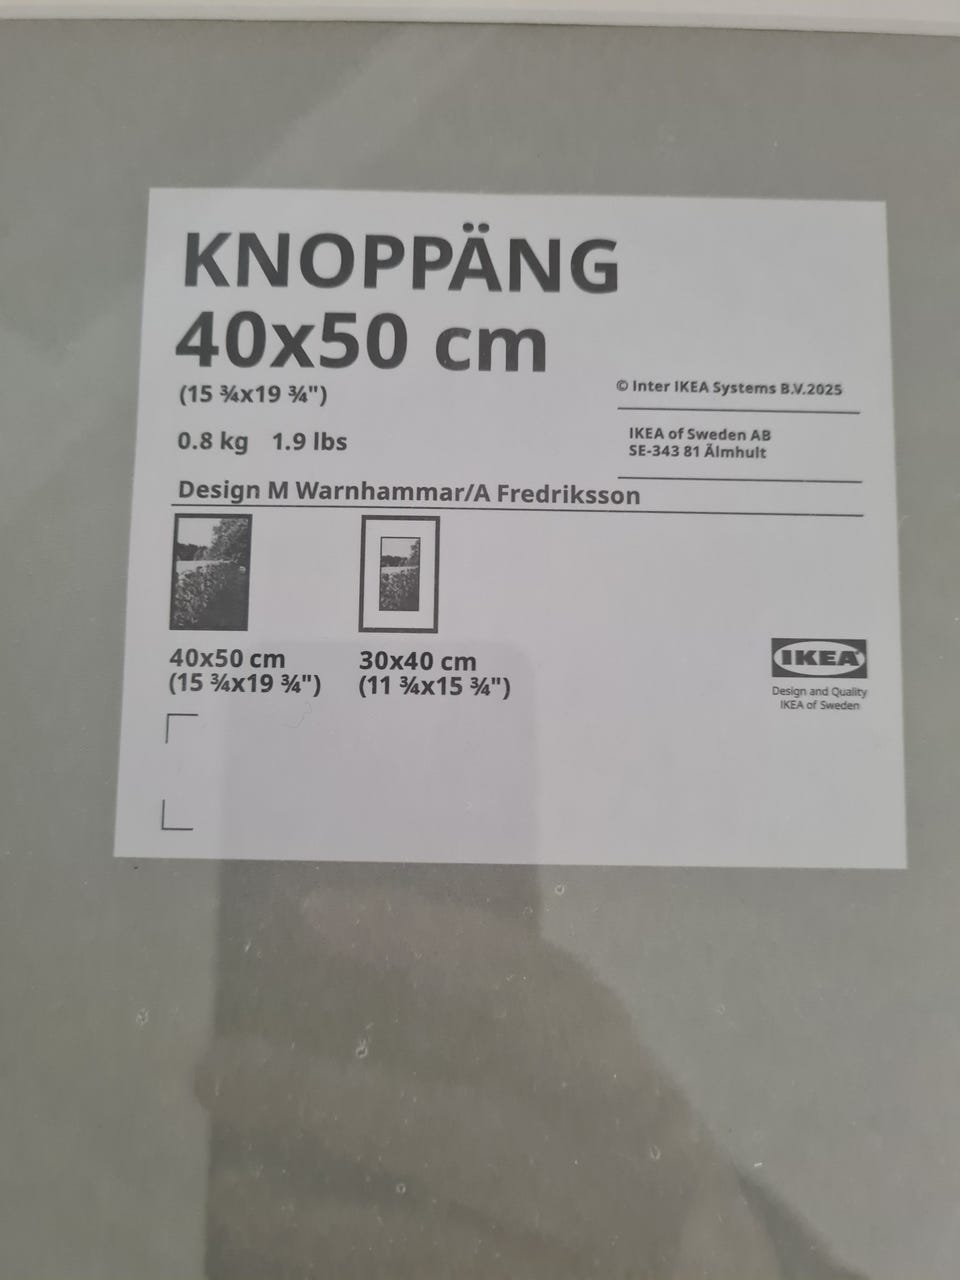 KNOPPÄNG
40x50 cm
(15 ¾x19 ¾")
0.8 kg 1.9 lbs
© Inter IKEA Systems B.V.2025
IKEA of Sweden AB
SE-343 81 Älmhult
Design M Warnhammar/A Fredriksson
40x50 cm
(15 ¾x19 ¾")
30x40 cm
(11 ¾x15 ¾")
IKEA
Design and Quality
IKEA of Sweden